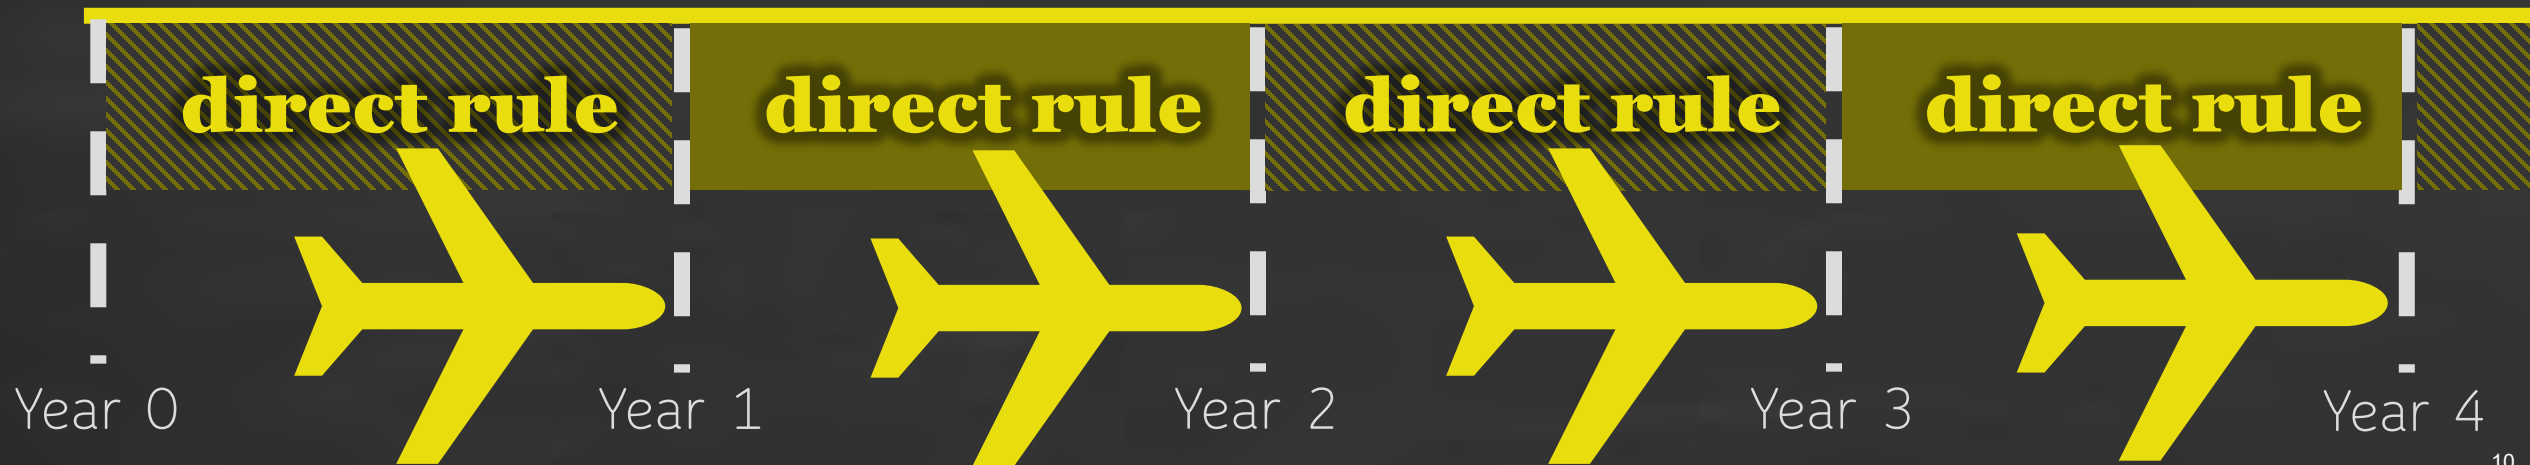 direct rule direct rule direct rule direct rule
Year 0 Year 1 Year 2 Year 3 Year 4
10